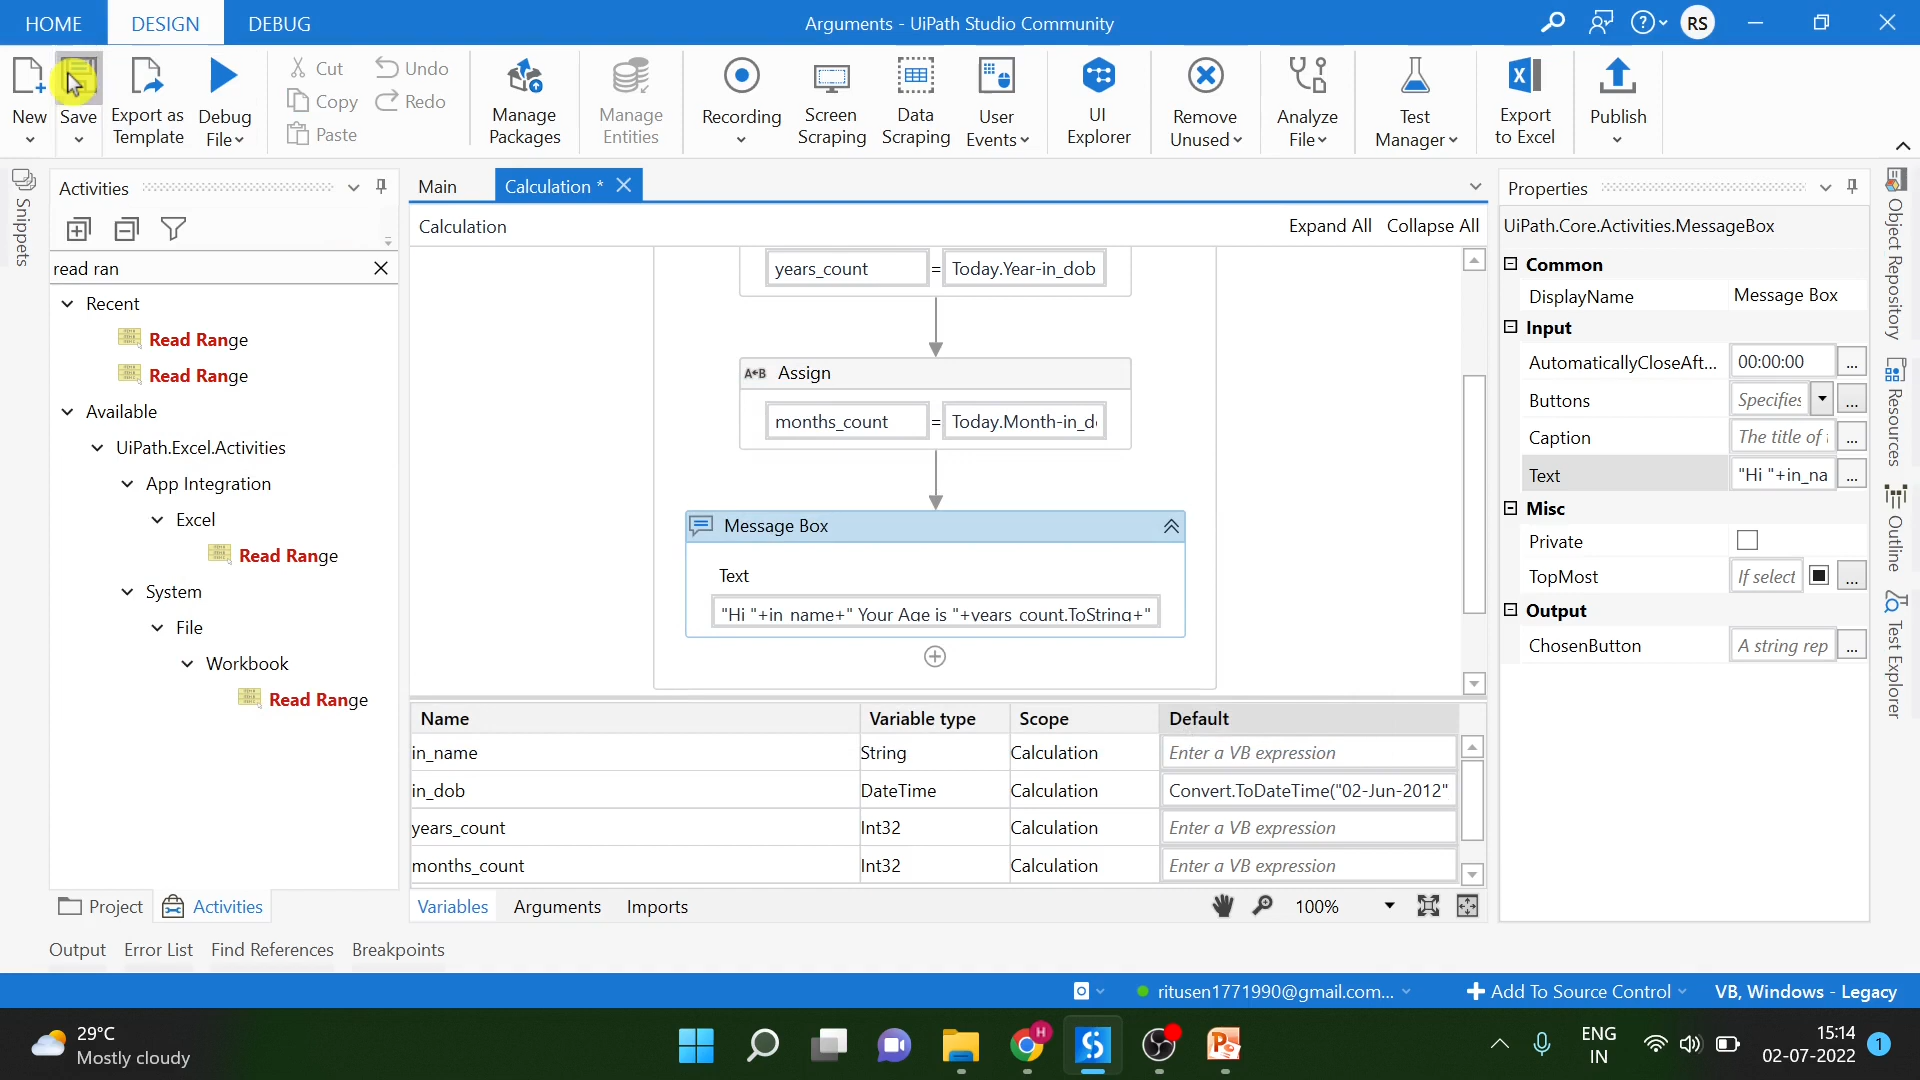 HOME DESIGN DEBUG Arguments - UiPath Studio Community RS
New Save Export as Template Debug File
Cut Copy Paste Undo Redo
Manage Packages
Manage Entities
Recording Screen Scraping Data Scraping User Events
UI Explorer
Remove Unused
Analyze File
Test Manager
Export to Excel
Publish
Snippets
Activities
read ran
Recent
Read Range
Read Range
Available
UiPath.Excel.Activities
App Integration
Excel
Read Range
System
File
Workbook
Read Range
Project Activities
Main Calculation *
Calculation Expand All Collapse All
years_count = Today.Year-in_dob
A+B Assign
months_count = Today.Month-in_d
Message Box
Text
"Hi "+in_name+" Your Age is "+years_count.ToString+"
Name Variable type Scope Default
in_name String Calculation Enter a VB expression
in_dob DateTime Calculation Convert.ToDateTime("02-Jun-2012"
years_count Int32 Calculation Enter a VB expression
months_count Int32 Calculation Enter a VB expression
Variables Arguments Imports 100%
Properties
UiPath.Core.Activities.MessageBox
Common
DisplayName Message Box
Input
AutomaticallyCloseAft... 00:00:00 ...
Buttons Specifies ...
Caption The title of ...
Text "Hi "+in_na ...
Misc
Private
TopMost If select ...
Output
ChosenButton A string rep ...
Object Repository
Resources
Outline
Test Explorer
Output Error List Find References Breakpoints
ritusen1771990@gmail.com... Add To Source Control VB, Windows - Legacy
29°C
Mostly cloudy
H
ENG
IN
15:14
02-07-2022
1